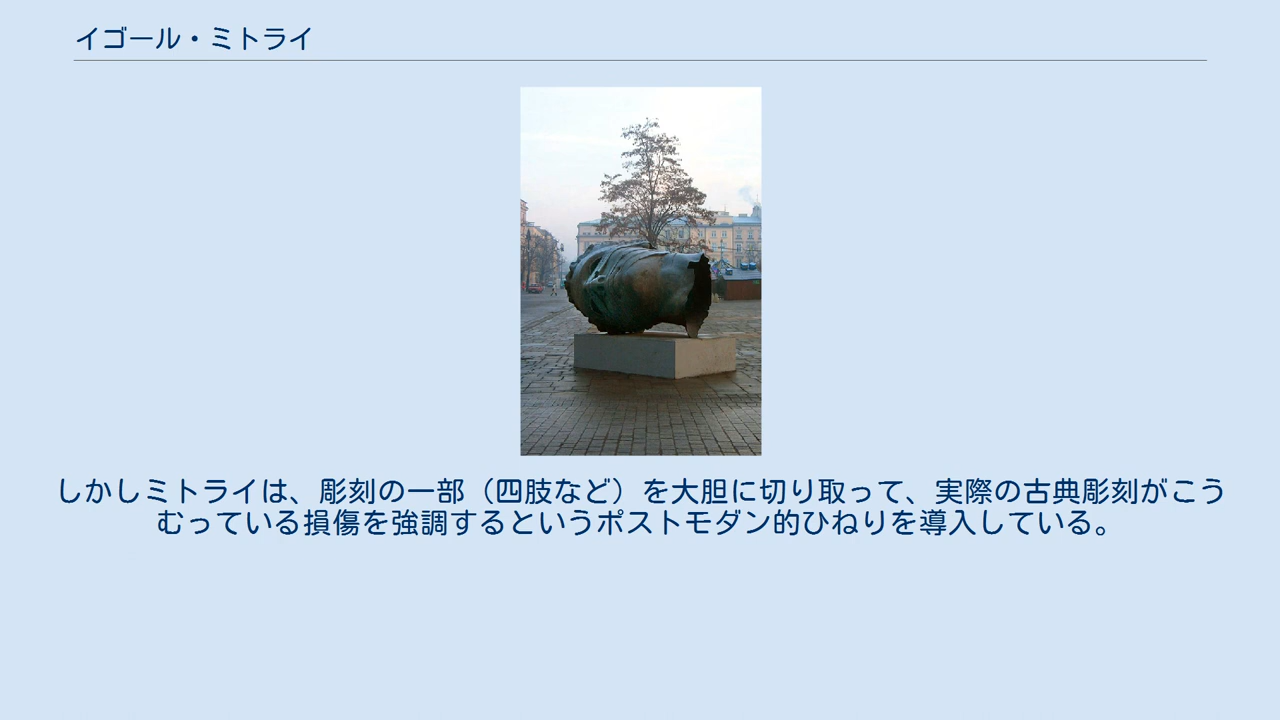 イゴール・ミトライ
しかしミトライは、彫刻の一部（四肢など）を大胆に切り取って、実際の古典彫刻がこう
むっている損傷を強調するというポストモダン的ひねりを導入している。